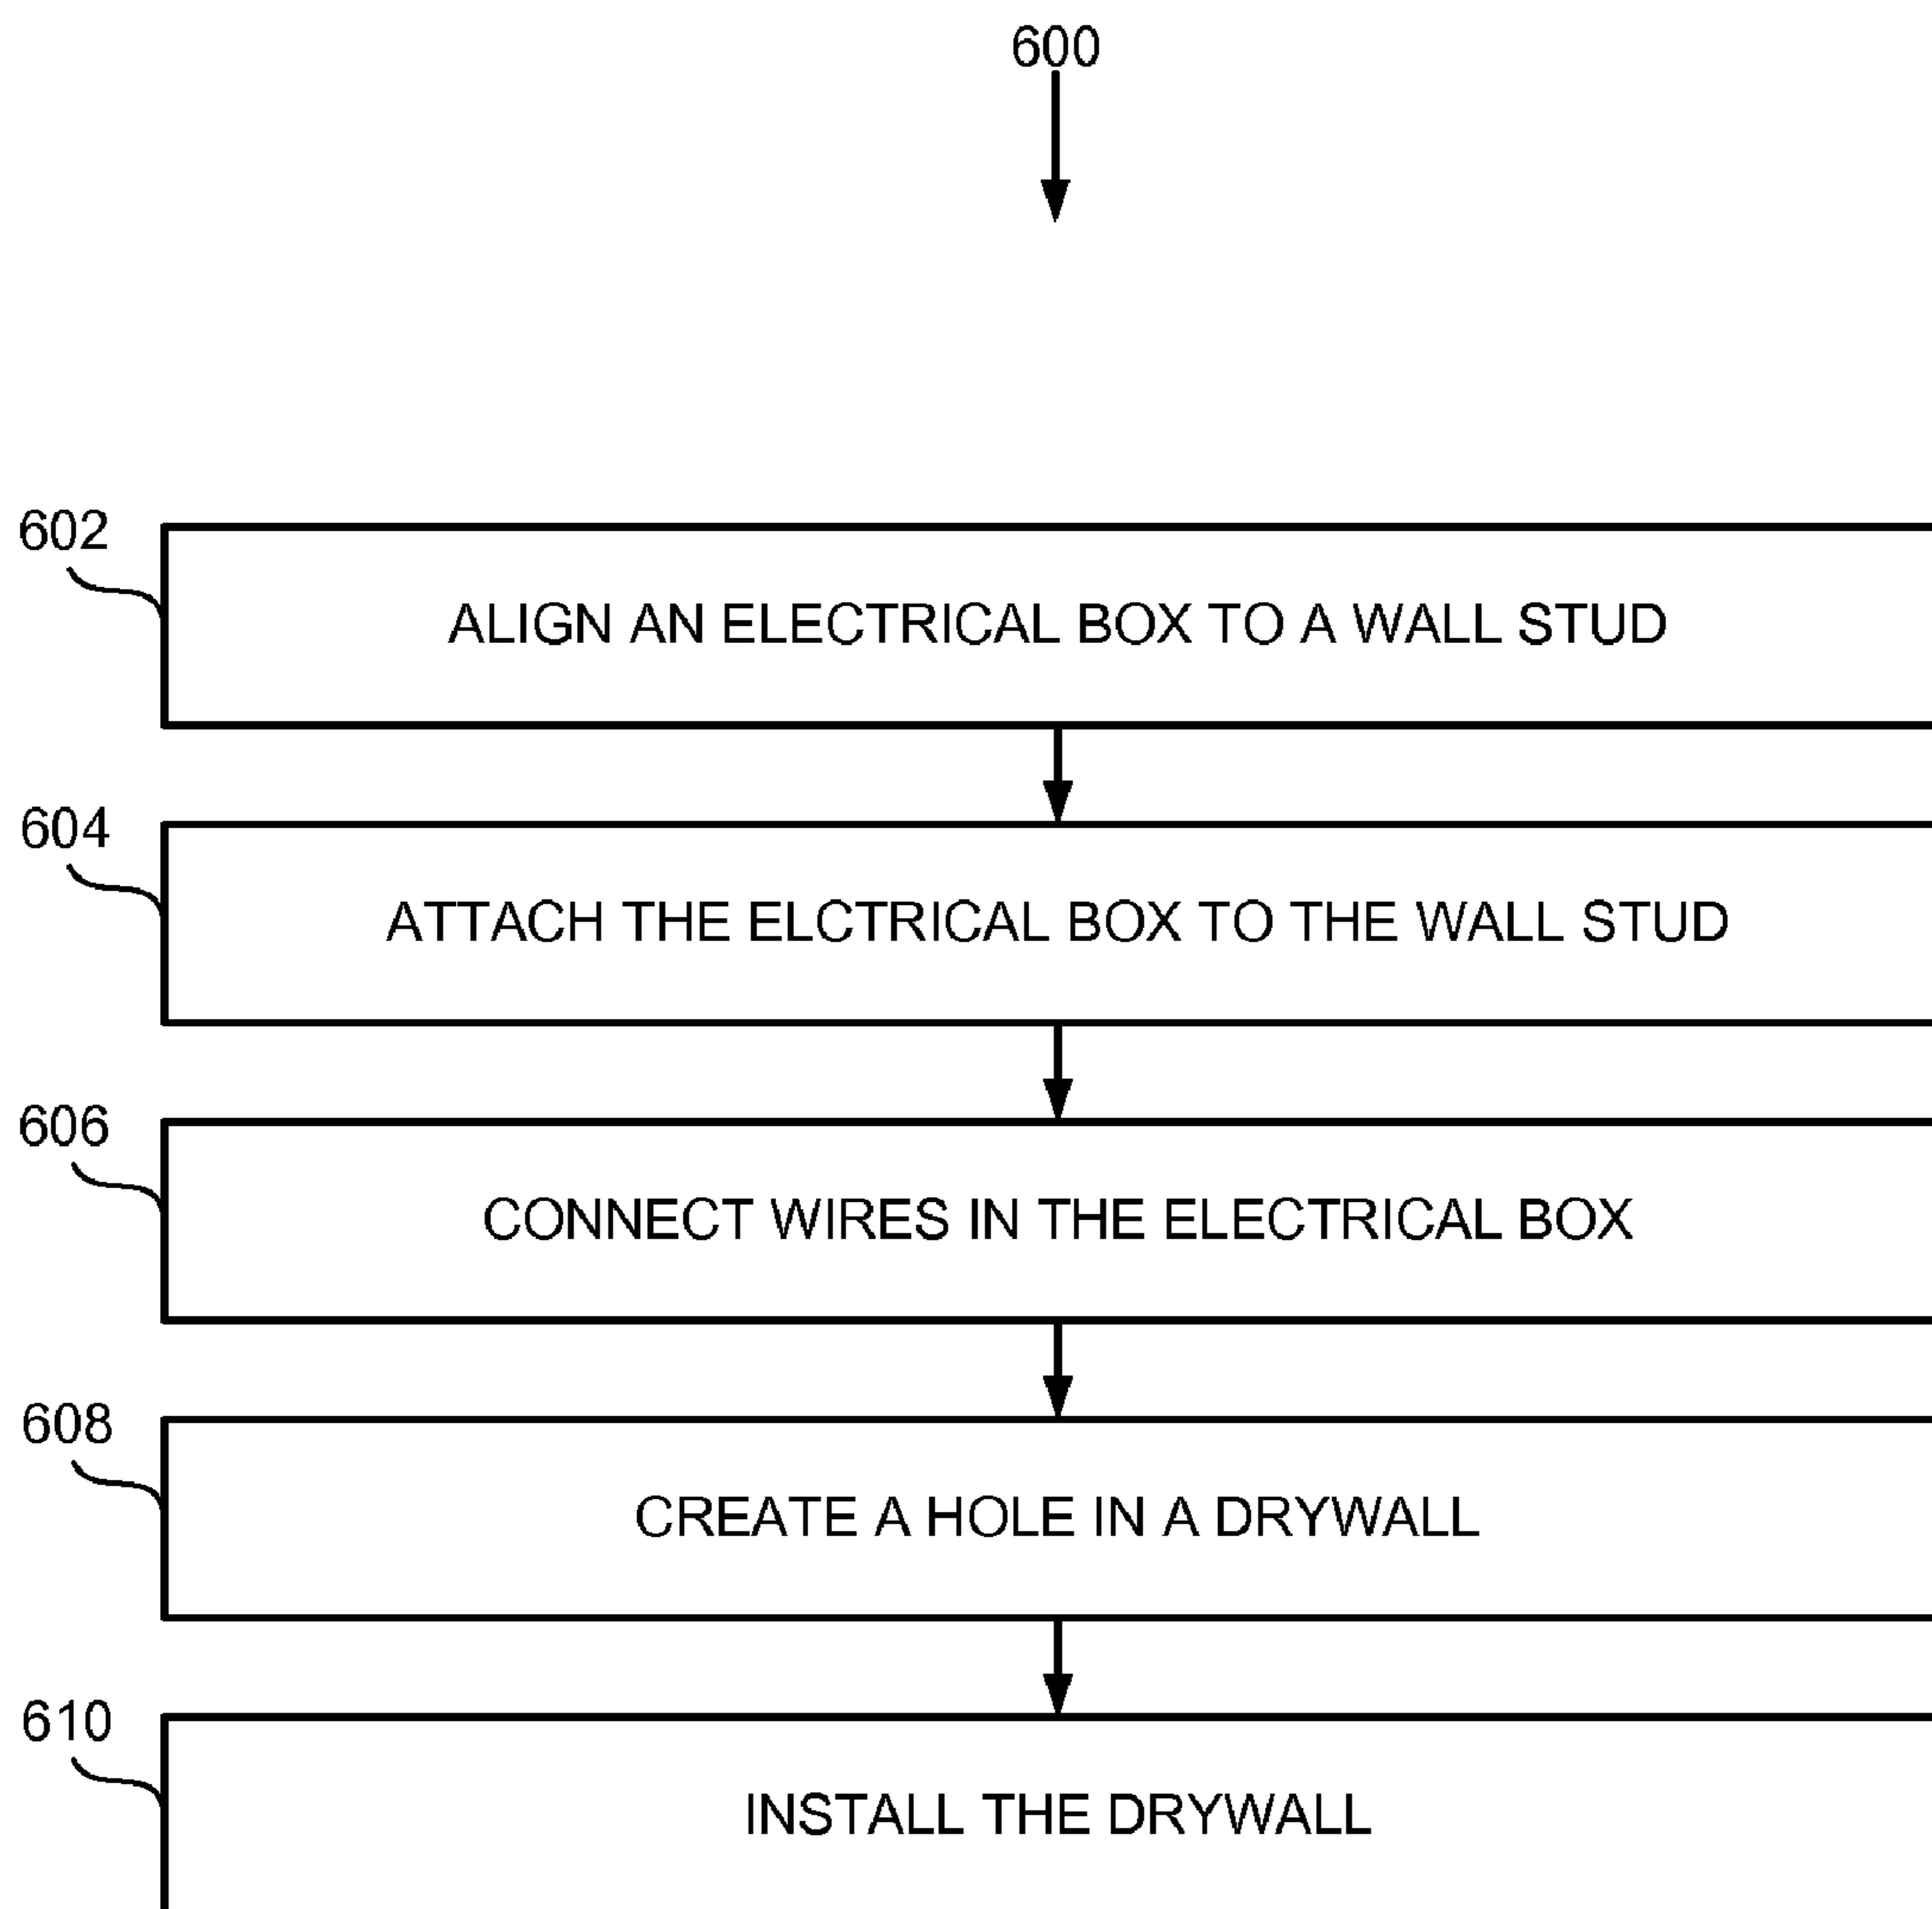 600
602
ALIGN AN ELECTRICAL BOX TO A WALL STUD
604
ATTACH THE ELCTRICAL BOX TO THE WALL STUD
606
CONNECT WIRES IN THE ELECTRICAL BOX
608
CREATE A HOLE IN A DRYWALL
610
INSTALL THE DRYWALL